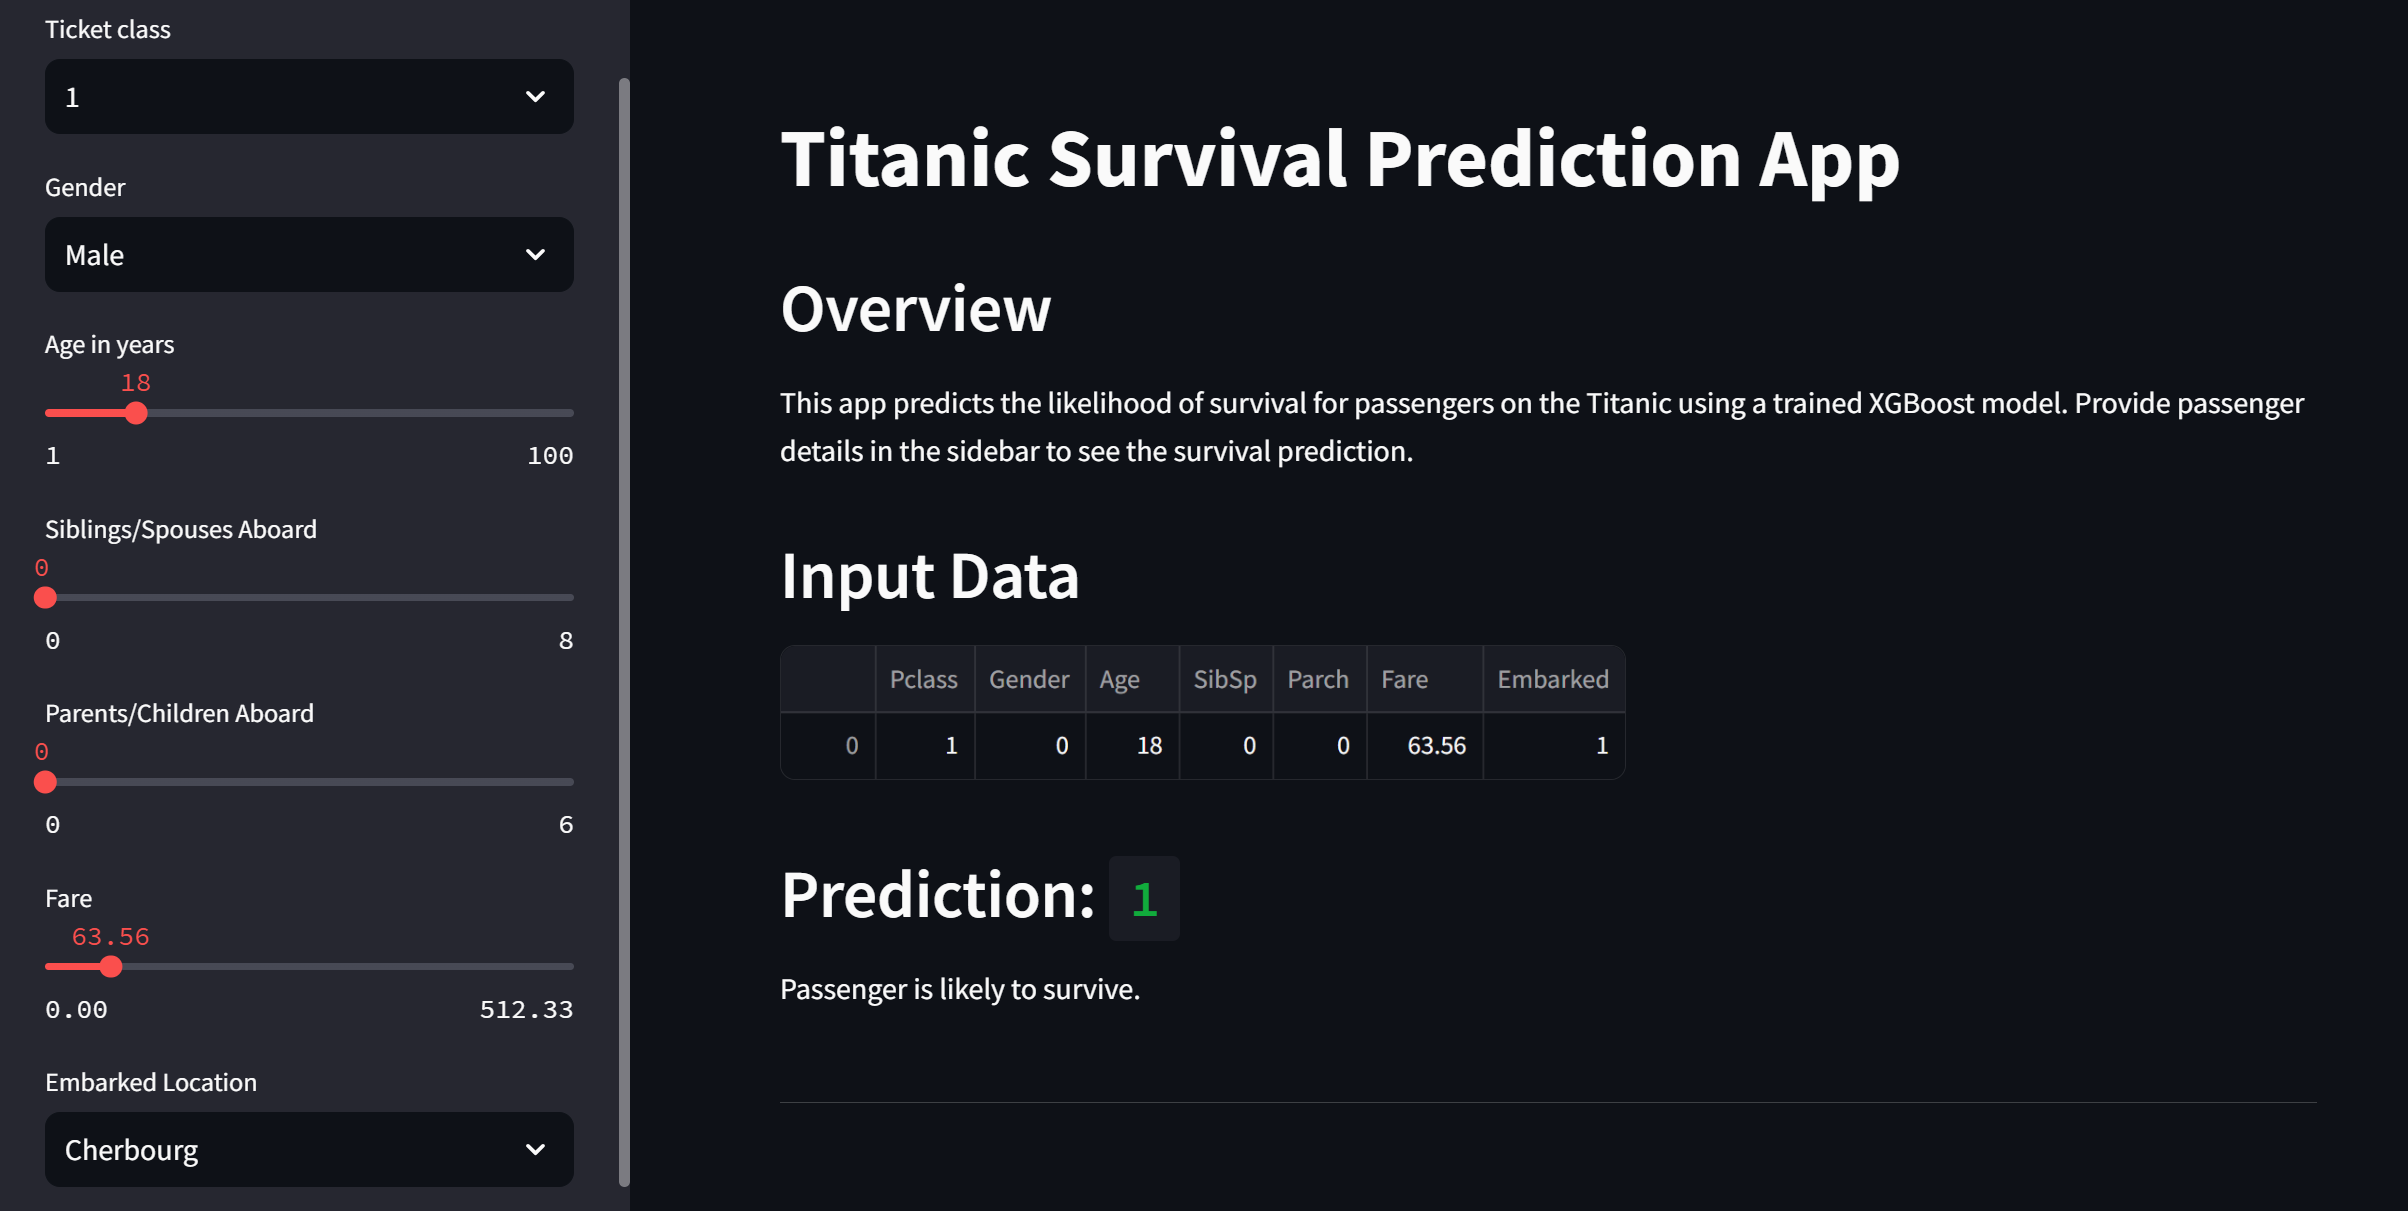 Ticket class
1
Gender
Male
Age in years
18
1 100
Siblings/Spouses Aboard
0
0 8
Parents/Children Aboard
0
0 6
Fare
63.56
0.00 512.33
Embarked Location
Cherbourg
Titanic Survival Prediction App
Overview
This app predicts the likelihood of survival for passengers on the Titanic using a trained XGBoost model. Provide passenger
details in the sidebar to see the survival prediction.
Input Data
Pclass Gender Age SibSp Parch Fare Embarked
0 1 0 18 0 0 63.56 1
Prediction: 1
Passenger is likely to survive.